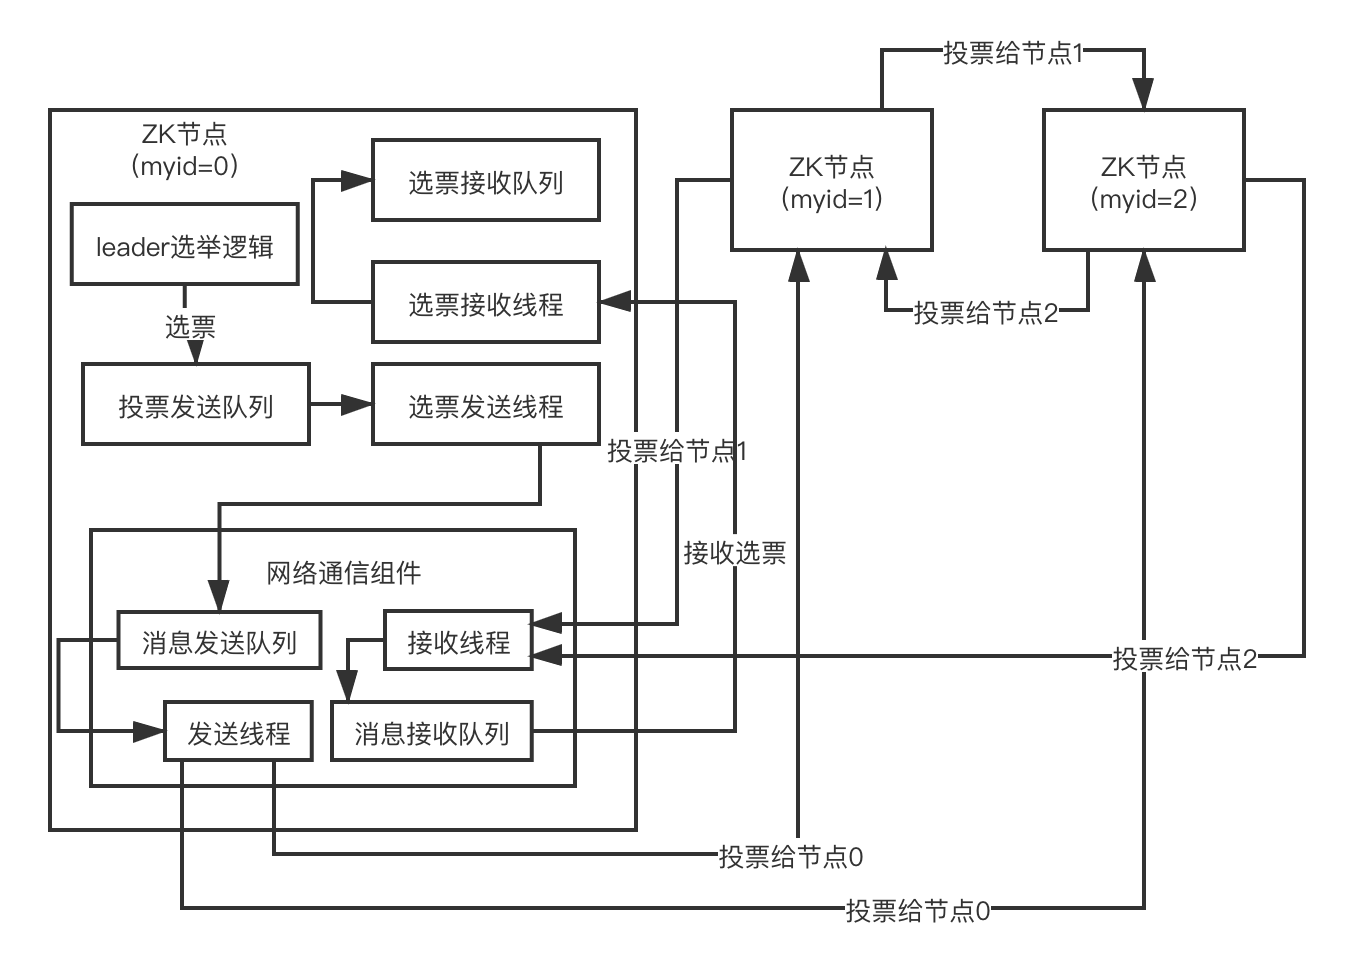 投票给节点1
ZK节点
(myid=0)
选票接收队列
ZK节点
(myid=1)
ZK节点
(myid=2)
leader选举逻辑
选票接收线程
投票给节点2
选票
投票发送队列
选票发送线程
投票给节点1
接收选票
网络通信组件
消息发送队列
接收线程
投票给节点2
发送线程
消息接收队列
投票给节点0
投票给节点0